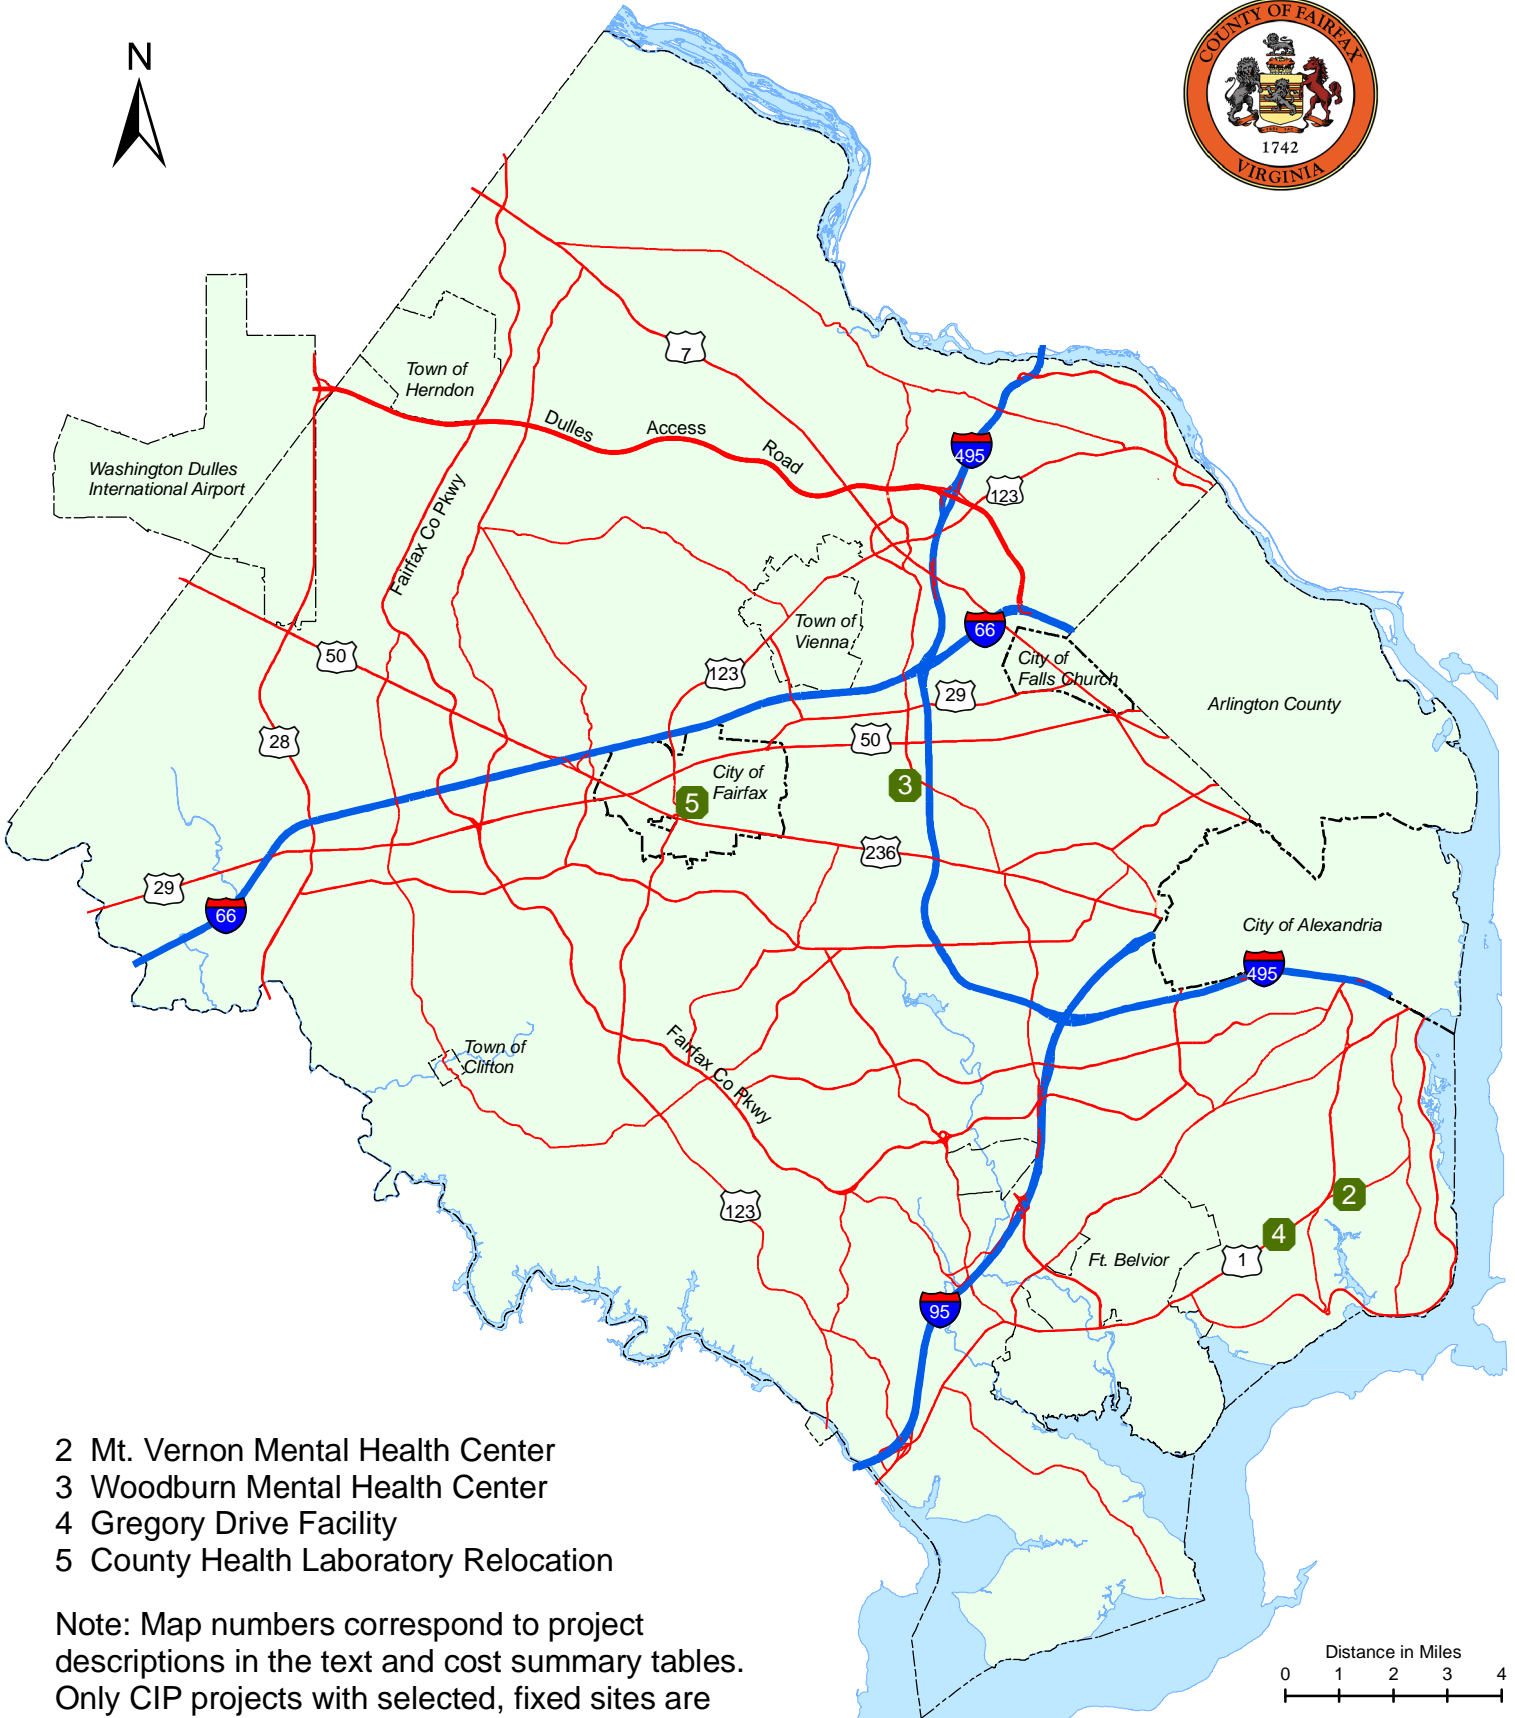 N
COUNTY OF FAIRFAX
1742
VIRGINIA
7
Town of
Herndon
Dulles
Access
Road
495
123
Washington Dulles
International Airport
Fairfax Co Pkwy
Town of
Vienna
66
50
City of
Falls Church
123
29
Arlington County
28
50
City of
Fairfax
3
5
236
29
66
City of Alexandria
495
Town of
Clifton
Fairfax Co Pkwy
2
123
4
Ft. Belvior
1
95
2 Mt. Vernon Mental Health Center
3 Woodburn Mental Health Center
4 Gregory Drive Facility
5 County Health Laboratory Relocation
Note: Map numbers correspond to project
descriptions in the text and cost summary tables.
Only CIP projects with selected, fixed sites are
Distance in Miles
0 1 2 3 4